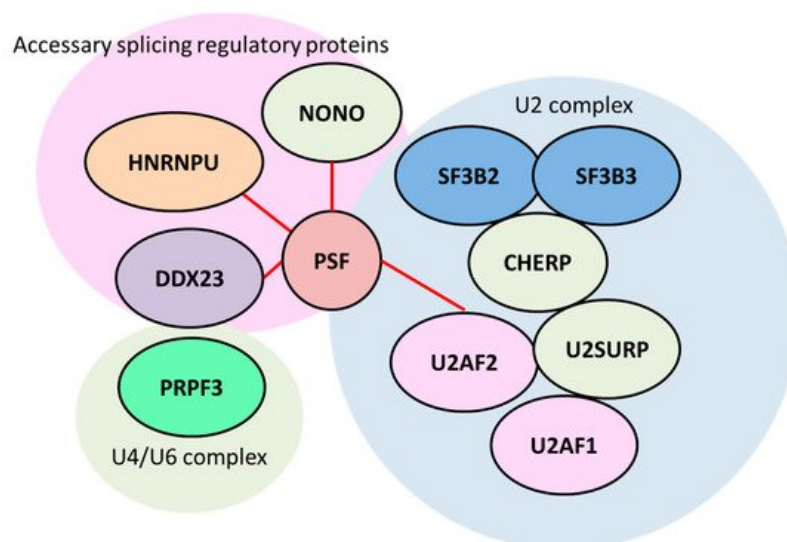 Accessary splicing regulatory proteins
NONO
U2 complex
HNRNPU
SF3B2
SF3B3
PSF
CHERP
DDX23
U2AF2
U2SURP
PRPF3
U2AF1
U4/U6 complex